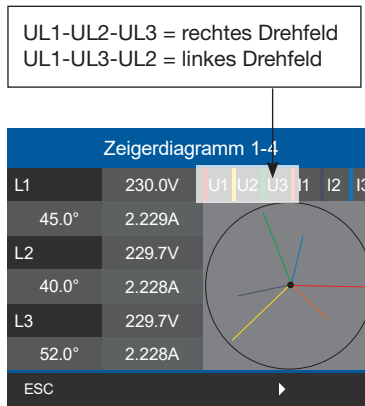 UL1-UL2-UL3 = rechtes Drehfeld
UL1-UL3-UL2 = linkes Drehfeld
Zeigerdiagramm 1-4
L1 230.0V U1 U2 U3 I1 I2 I3
45.0° 2.229A
L2 229.7V
40.0° 2.228A
L3 229.7V
52.0° 2.228A
ESC